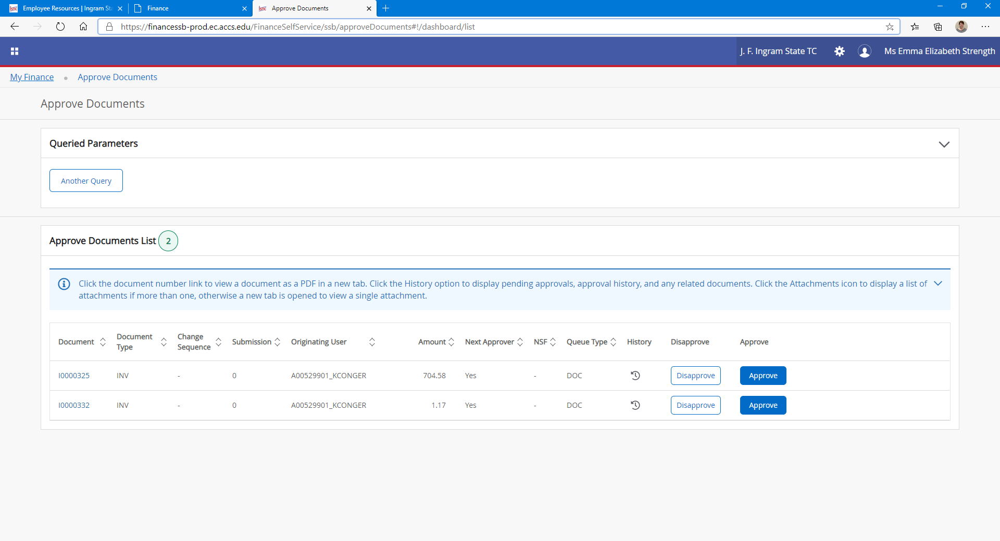 Employee Resources | Ingram St
Finance
Approve Documents
https://financessb-prod.ec.accs.edu/FinanceSelfService/ssb/approveDocuments#!/dashboard/list
J. F. Ingram State TC
Ms Emma Elizabeth Strength
My Finance
Approve Documents
Approve Documents
Queried Parameters
Another Query
Approve Documents List 2
Click the document number link to view a document as a PDF in a new tab. Click the History option to display pending approvals, approval history, and any related documents. Click the Attachments icon to display a list of
attachments if more than one, otherwise a new tab is opened to view a single attachment.
Document Document Type Change Sequence Submission Originating User Amount Next Approver NSF Queue Type History Disapprove Approve
I0000325 INV - 0 A00529901_KCONGER 704.58 Yes - DOC Disapprove Approve
I0000332 INV - 0 A00529901_KCONGER 1.17 Yes - DOC Disapprove Approve